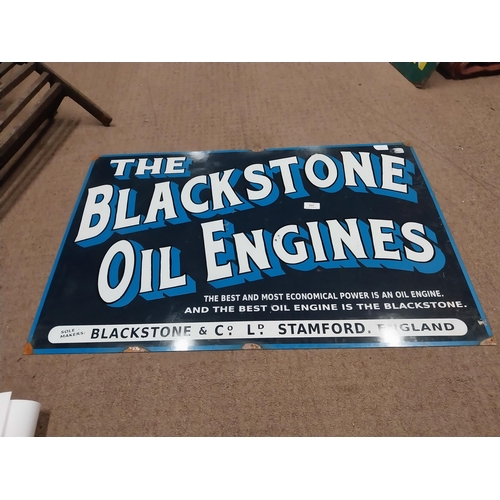 THE
BLACKSTONE
OIL ENGINES
THE BEST AND MOST ECONOMICAL POWER IS AN OIL ENGINE.
AND THE BEST OIL ENGINE IS THE BLACKSTONE.
SOLE
MAKERS:
BLACKSTONE & Co. LD. STAMFORD. ENGLAND